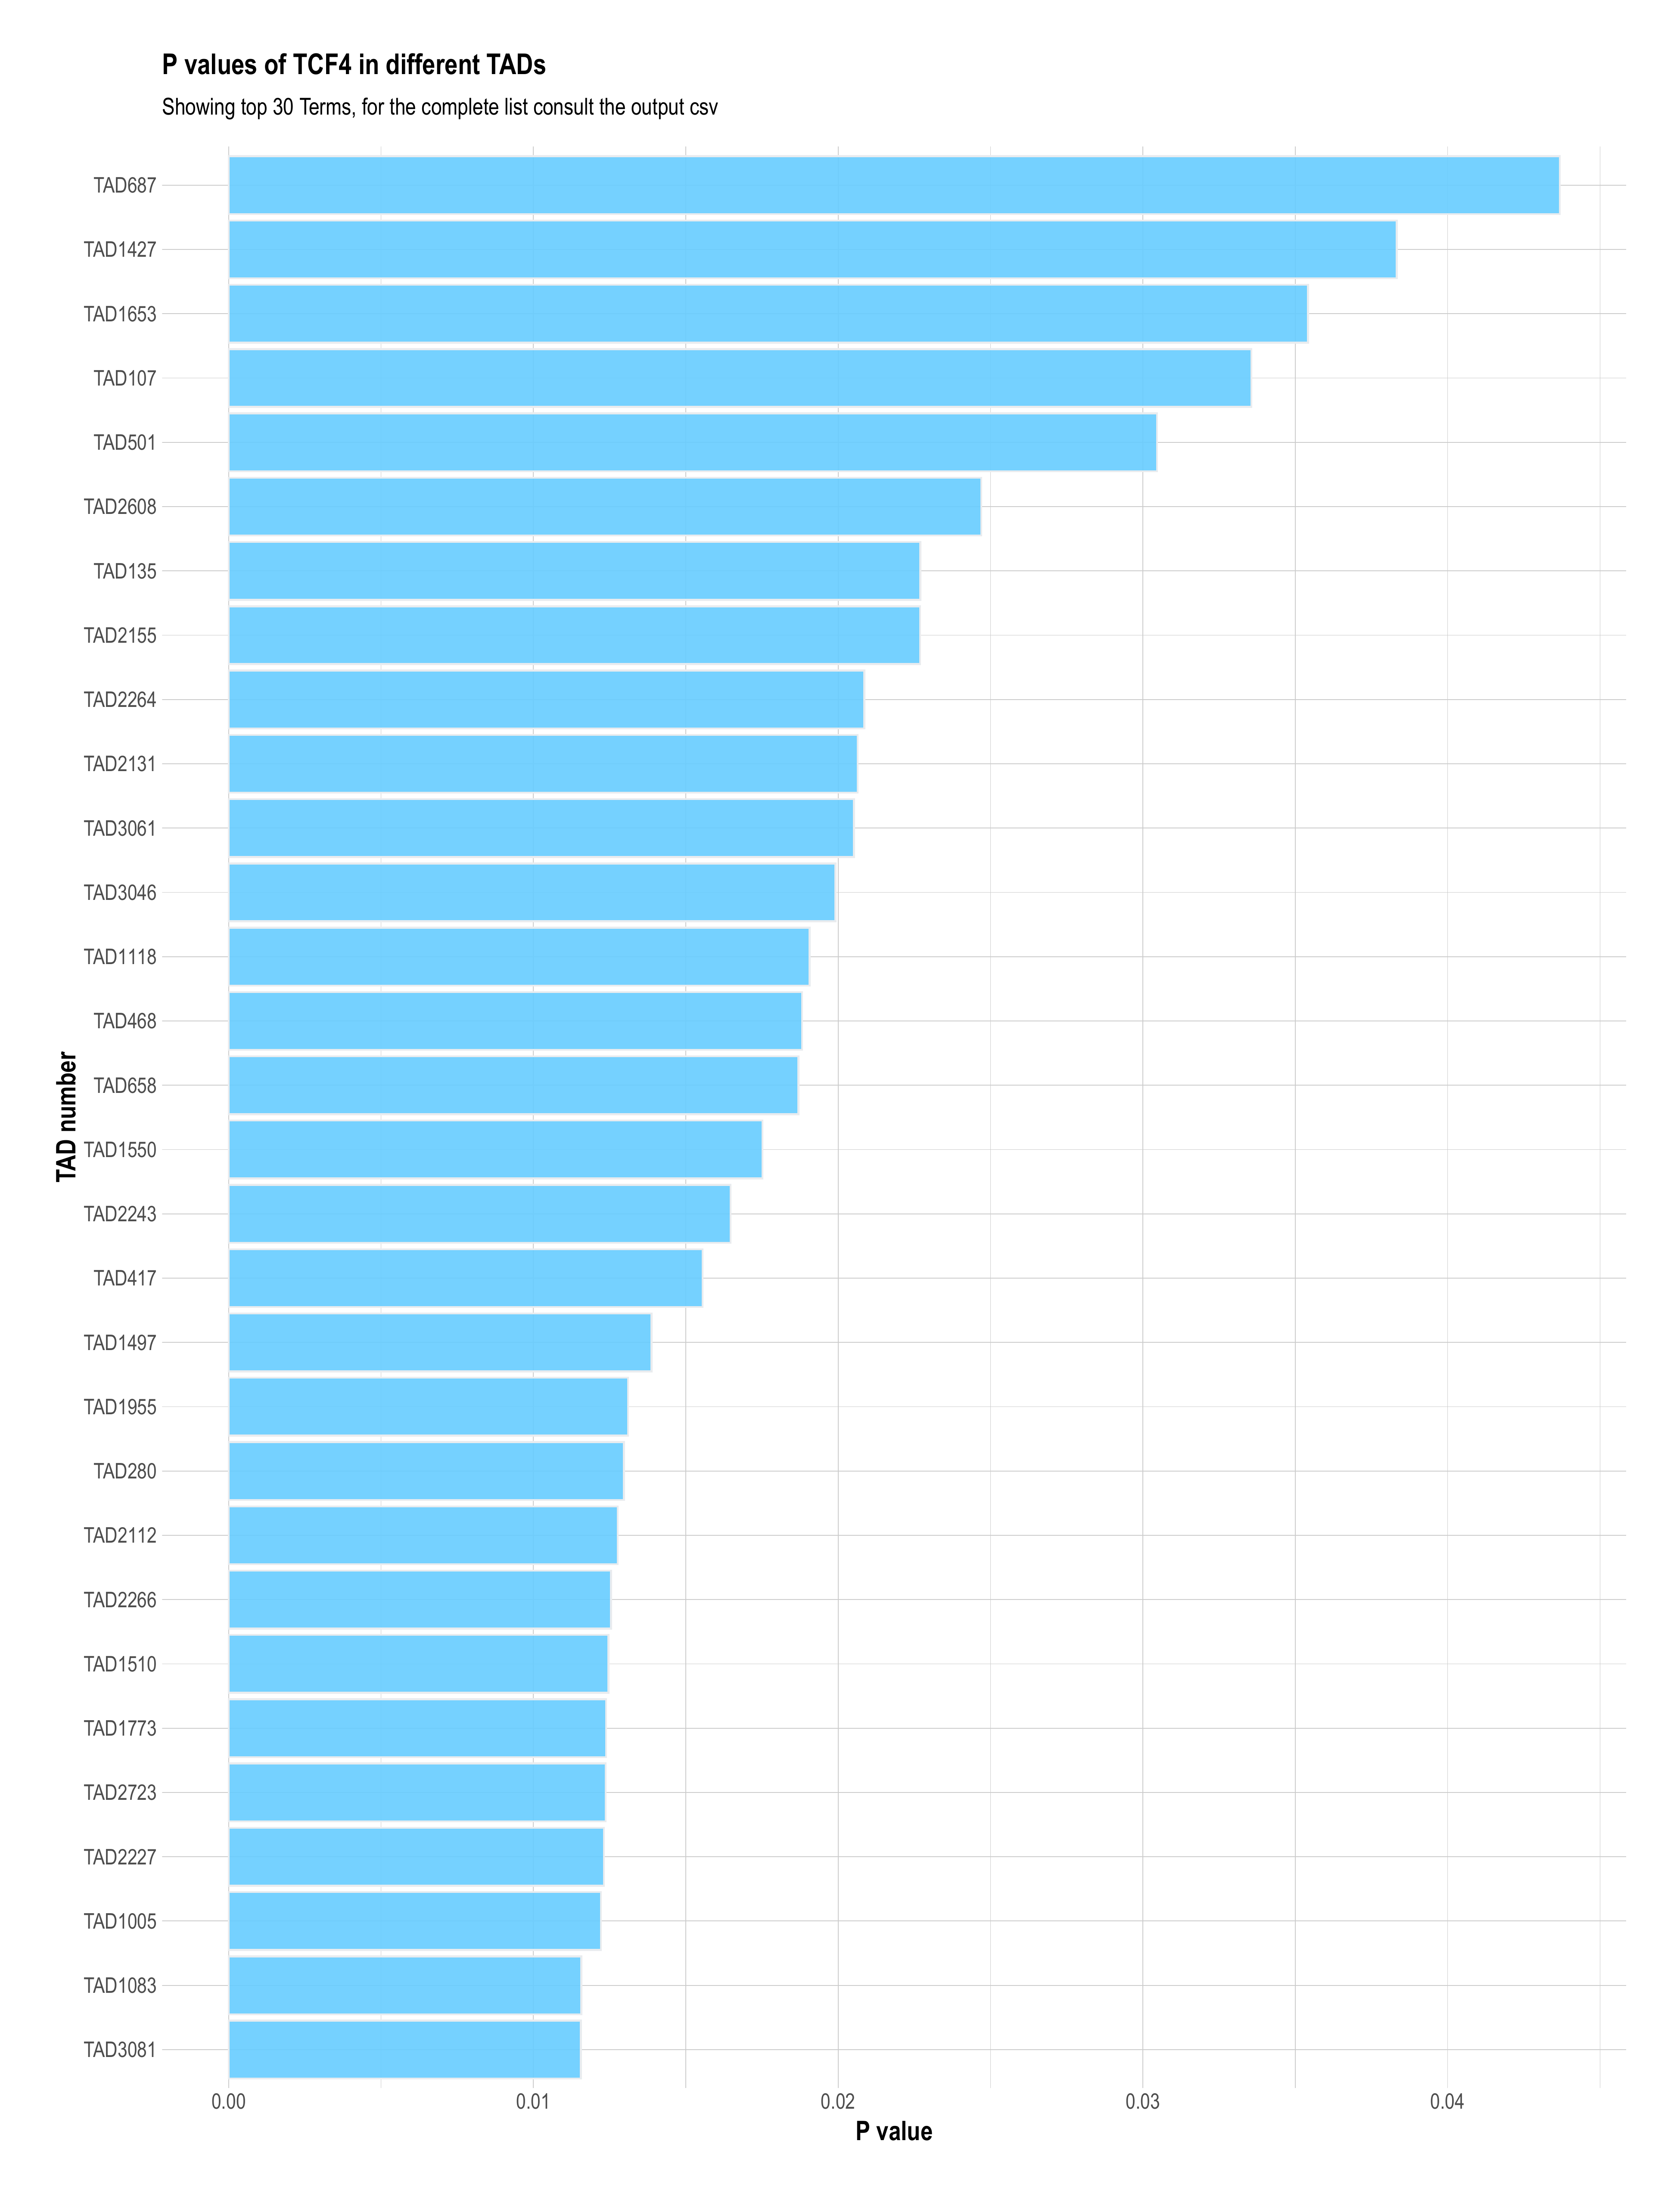 P values of TCF4 in different TADs
Showing top 30 Terms, for the complete list consult the output csv
TAD number
TAD687
TAD1427
TAD1653
TAD107
TAD501
TAD2608
TAD135
TAD2155
TAD2264
TAD2131
TAD3061
TAD3046
TAD1118
TAD468
TAD658
TAD1550
TAD2243
TAD417
TAD1497
TAD1955
TAD280
TAD2112
TAD2266
TAD1510
TAD1773
TAD2723
TAD2227
TAD1005
TAD1083
TAD3081
0.00 0.01 0.02 0.03 0.04
P value